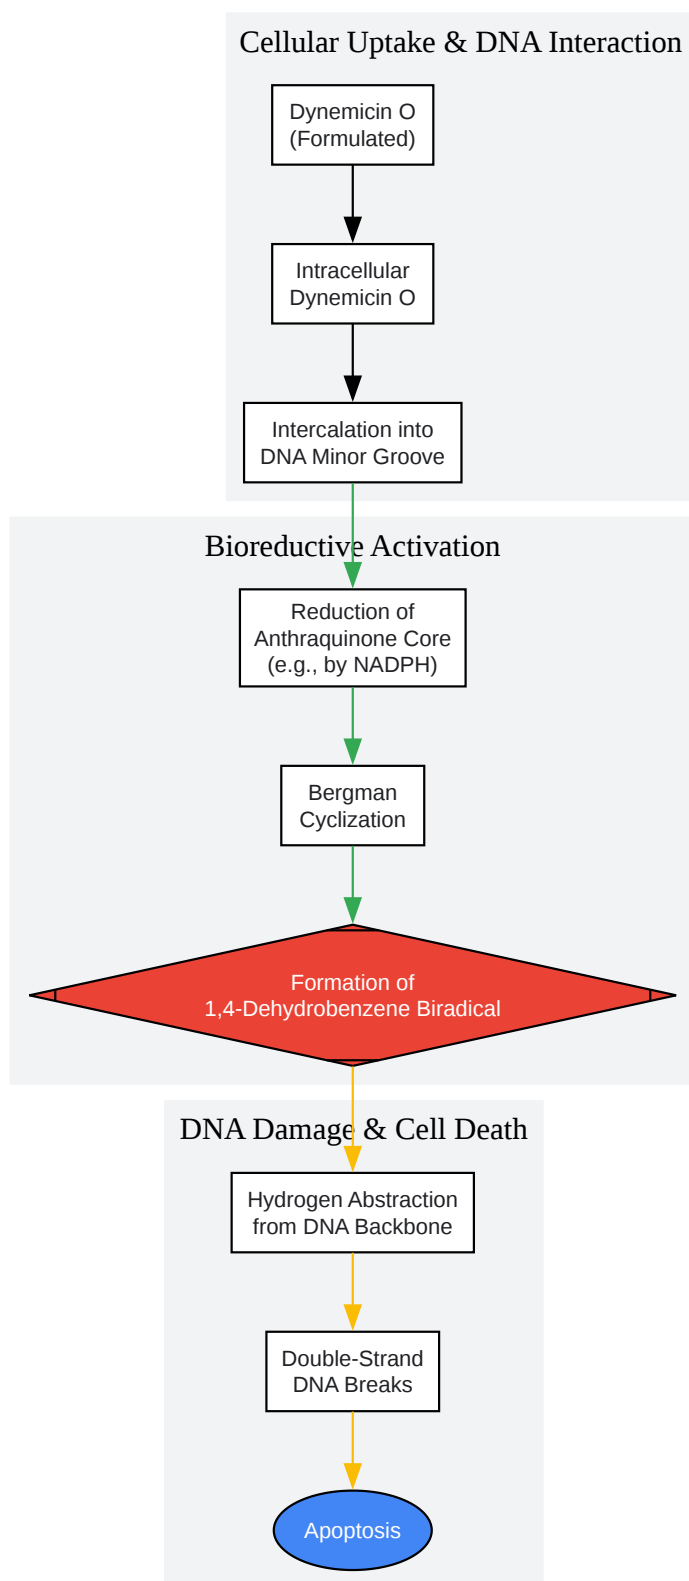 Cellular Uptake & DNA Interaction
Dynemicin O
(Formulated)
Intracellular
Dynemicin O
Intercalation into
DNA Minor Groove
Bioreductive Activation
Reduction of
Anthraquinone Core
(e.g., by NADPH)
Bergman
Cyclization
Formation of
1,4-Dehydrobenzene Biradical
DNA Damage & Cell Death
Hydrogen Abstraction
from DNA Backbone
Double-Strand
DNA Breaks
Apoptosis